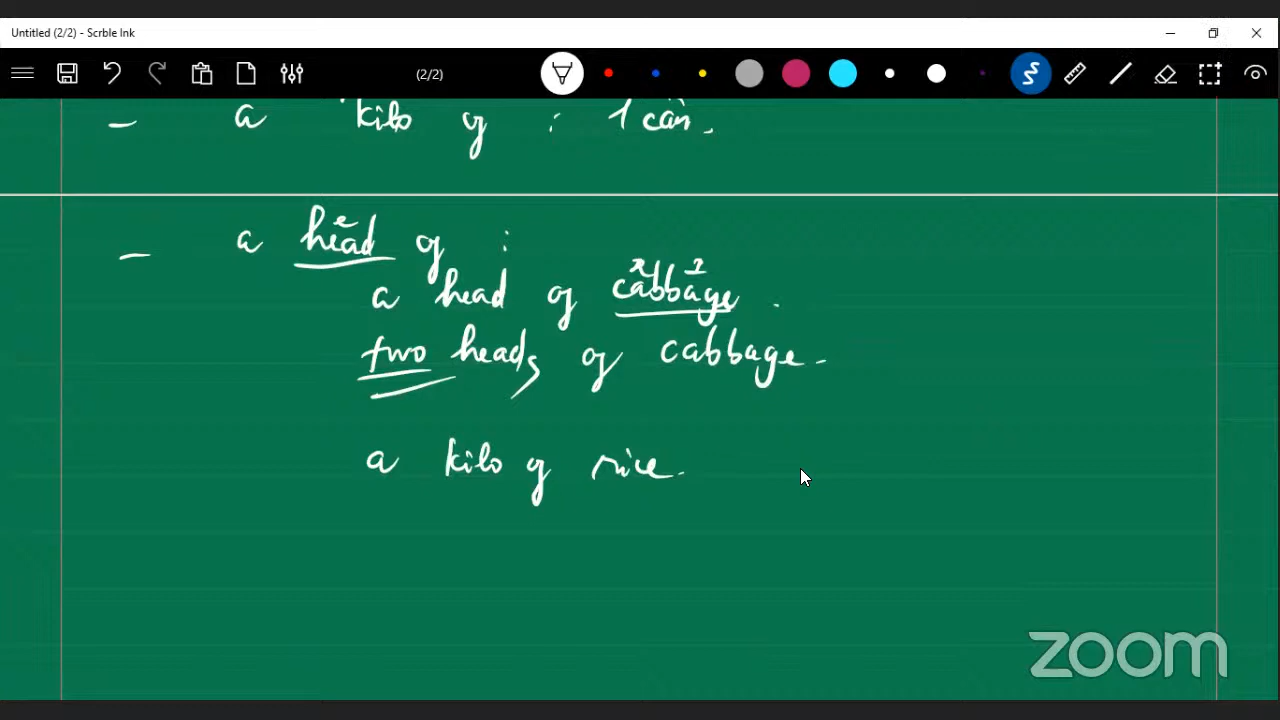 Untitled (2/2) - Scrble Ink
(2/2)
- a kilo of : 1 cân.
- a head of :
e
a head of cabbage.
æ ɪ
two heads of cabbage.
a kilo of rice.
zoom